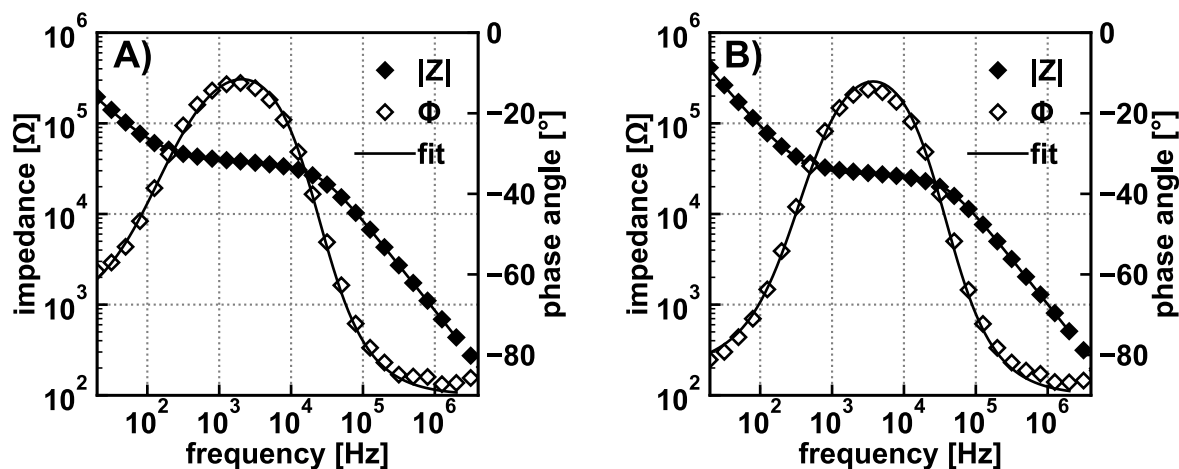 A)
|Z|
Φ
fit
impedance [Ω]
10^6
10^5
10^4
10^3
10^2
0
−20
−40
−60
−80
phase angle [°]
10^2
10^3
10^4
10^5
10^6
frequency [Hz]
B)
|Z|
Φ
fit
impedance [Ω]
10^6
10^5
10^4
10^3
10^2
0
−20
−40
−60
−80
phase angle [°]
10^2
10^3
10^4
10^5
10^6
frequency [Hz]